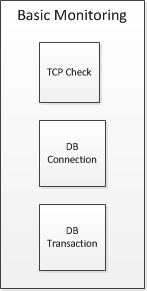 Basic Monitoring
TCP Check
DB
Connection
DB
Transaction